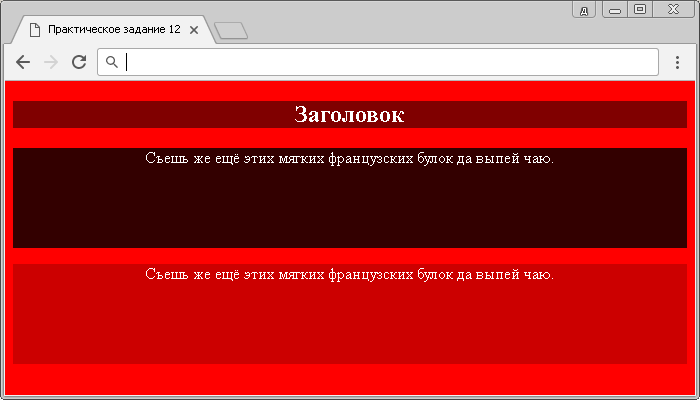 д
Практическое задание 12
Заголовок
Съешь же ещё этих мягких французских булок да выпей чаю.
Съешь же ещё этих мягких французских булок да выпей чаю.